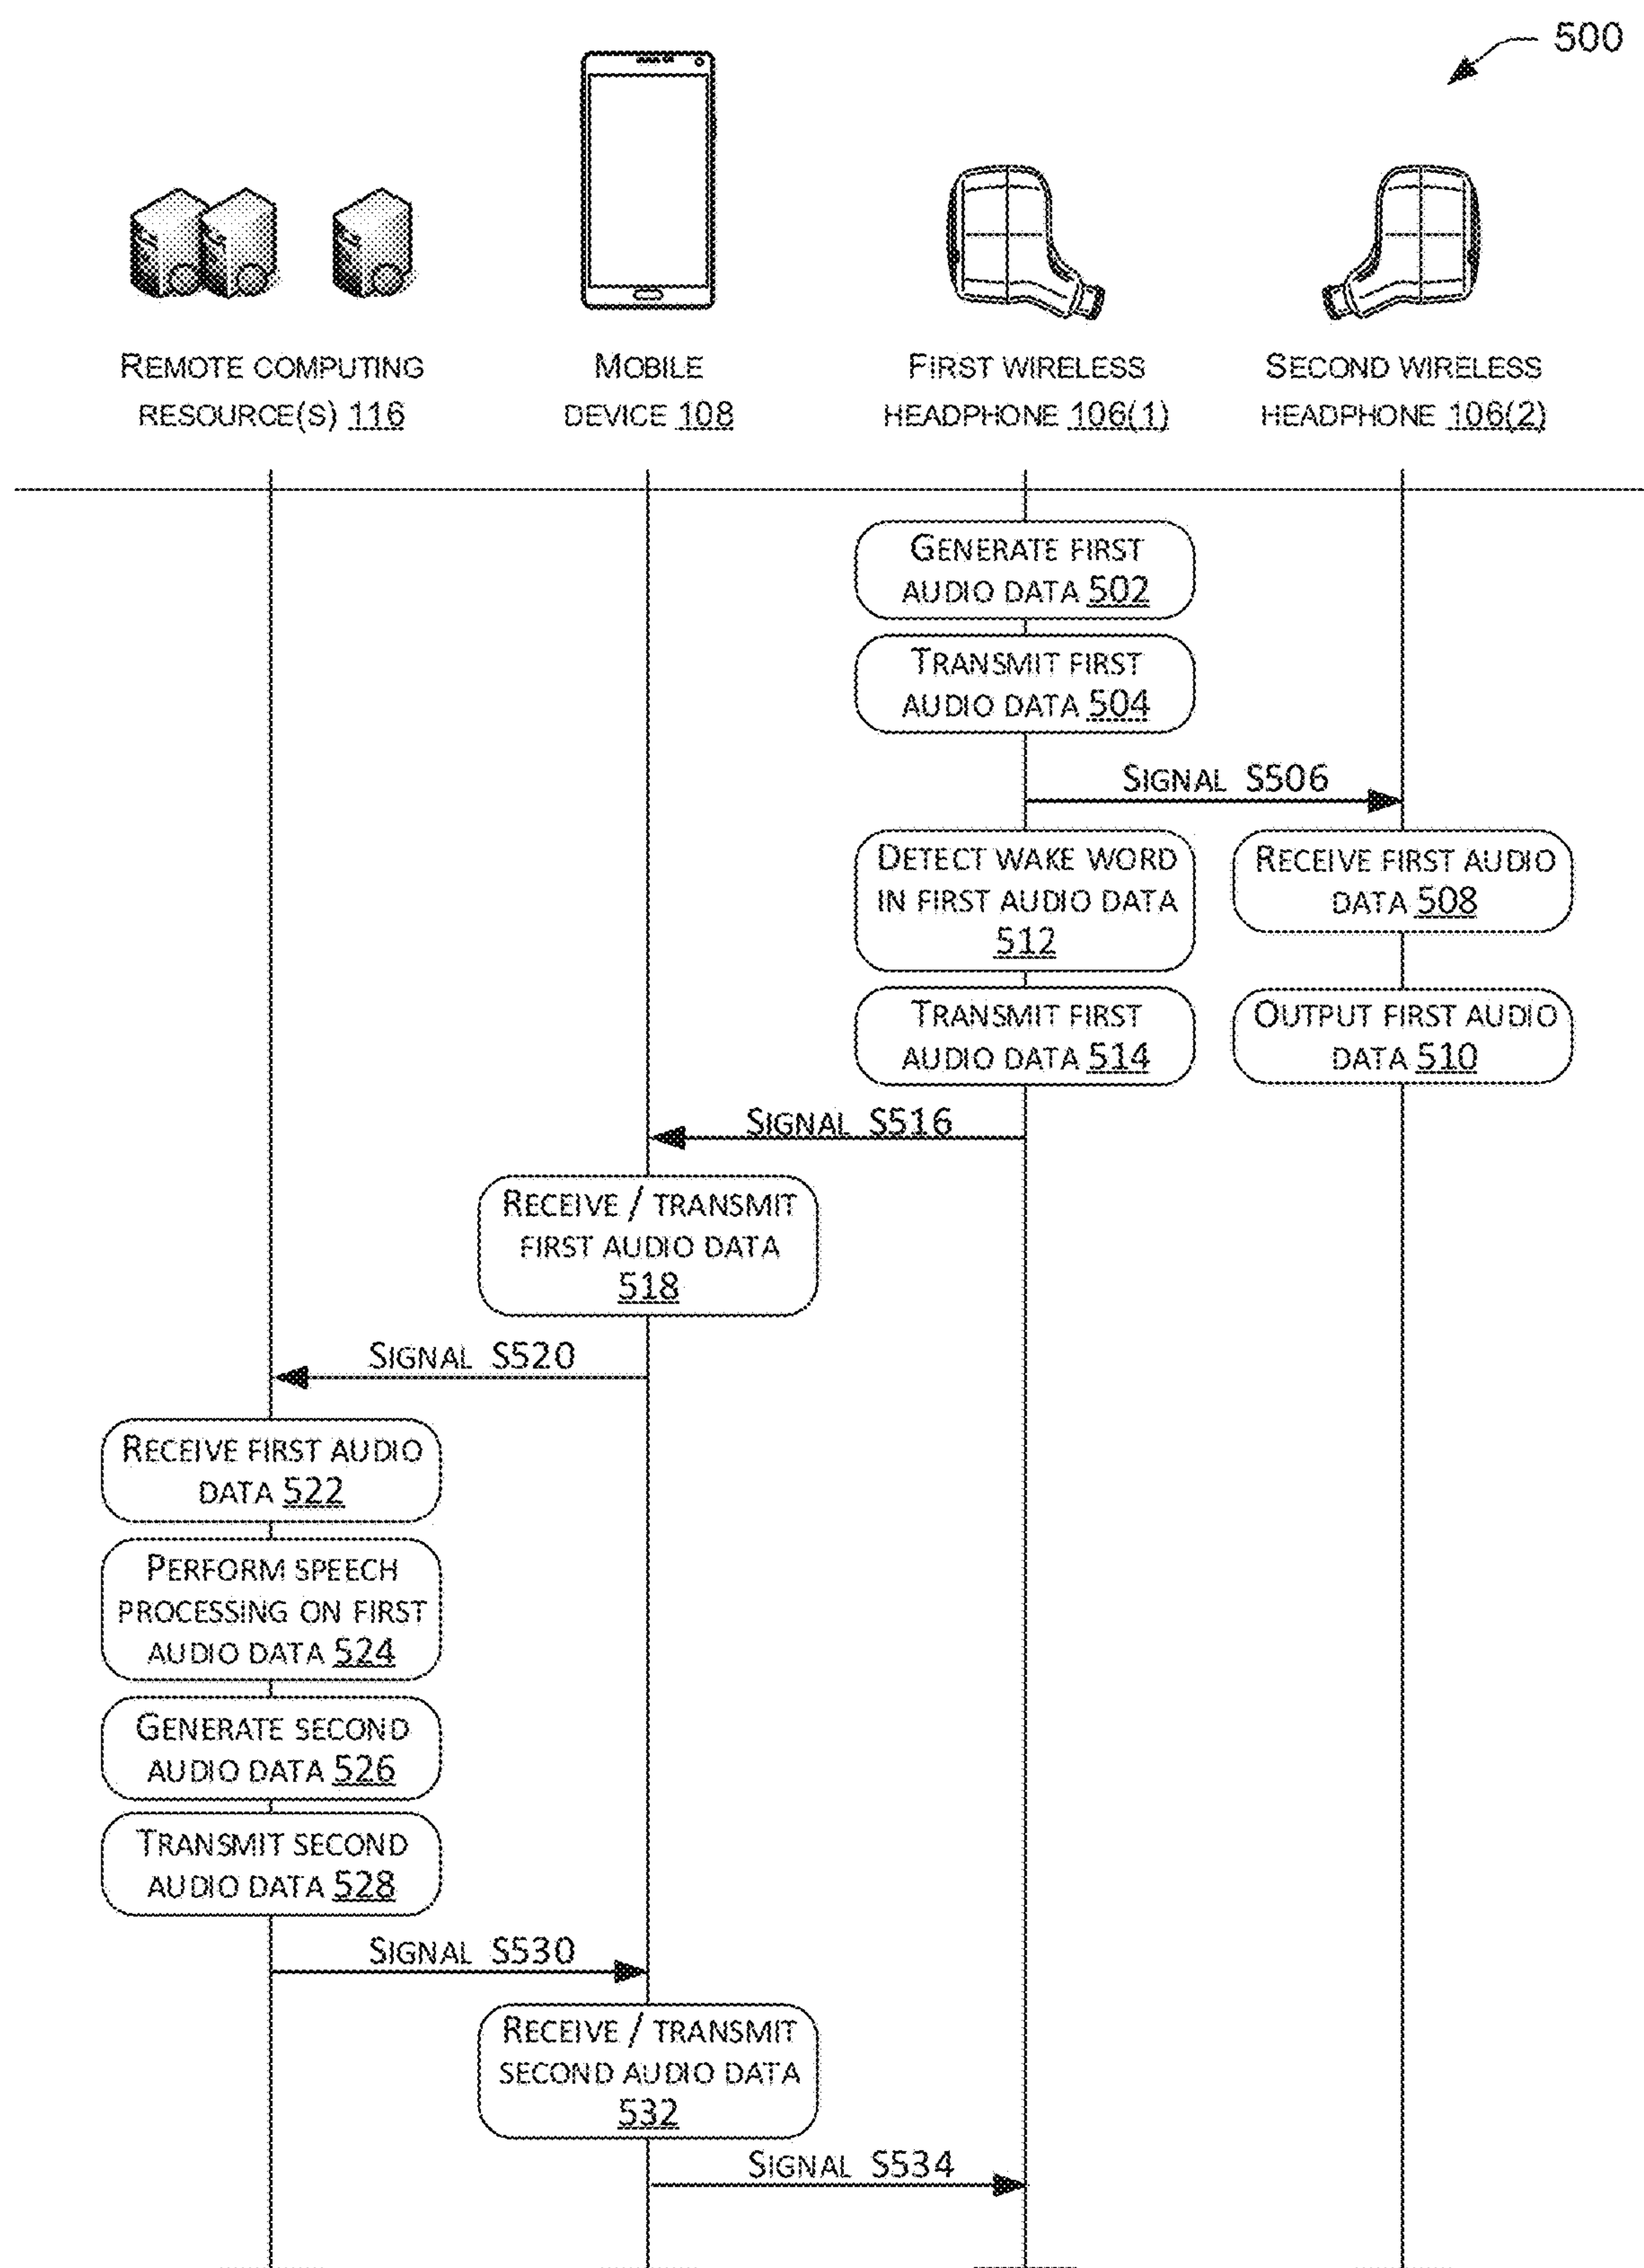 500
REMOTE COMPUTING
RESOURCE(S) 116
MOBILE
DEVICE 108
FIRST WIRELESS
HEADPHONE 106(1)
SECOND WIRELESS
HEADPHONE 106(2)
GENERATE FIRST
AUDIO DATA 502
TRANSMIT FIRST
AUDIO DATA 504
SIGNAL S506
DETECT WAKE WORD
IN FIRST AUDIO DATA
512
RECEIVE FIRST AUDIO
DATA 508
TRANSMIT FIRST
AUDIO DATA 514
OUTPUT FIRST AUDIO
DATA 510
SIGNAL S516
RECEIVE / TRANSMIT
FIRST AUDIO DATA
518
SIGNAL S520
RECEIVE FIRST AUDIO
DATA 522
PERFORM SPEECH
PROCESSING ON FIRST
AUDIO DATA 524
GENERATE SECOND
AUDIO DATA 526
TRANSMIT SECOND
AUDIO DATA 528
SIGNAL S530
RECEIVE / TRANSMIT
SECOND AUDIO DATA
532
SIGNAL S534